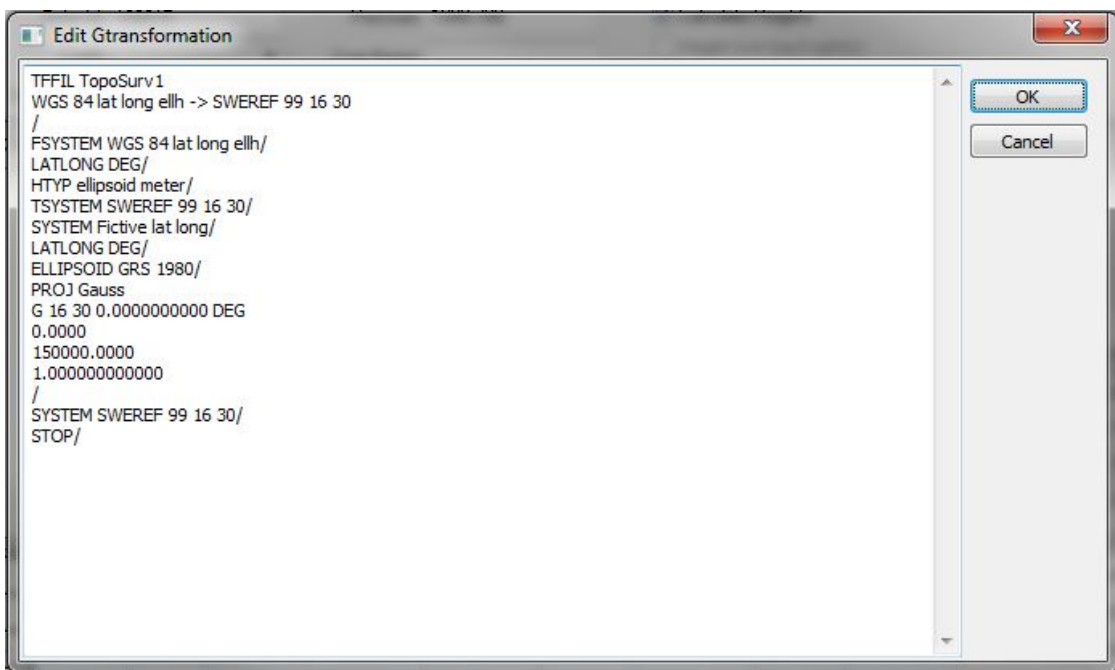 Edit Gtransformation
TFFIL TopoSurv1
WGS 84 lat long ellh -> SWEREF 99 16 30
/
FSYSTEM WGS 84 lat long ellh/
LATLONG DEG/
HTYP ellipsoid meter/
TSYSTEM SWEREF 99 16 30/
SYSTEM Fictive lat long/
LATLONG DEG/
ELLIPSOID GRS 1980/
PROJ Gauss
G 16 30 0.0000000000 DEG
0.0000
150000.0000
1.000000000000
/
SYSTEM SWEREF 99 16 30/
STOP/
OK
Cancel